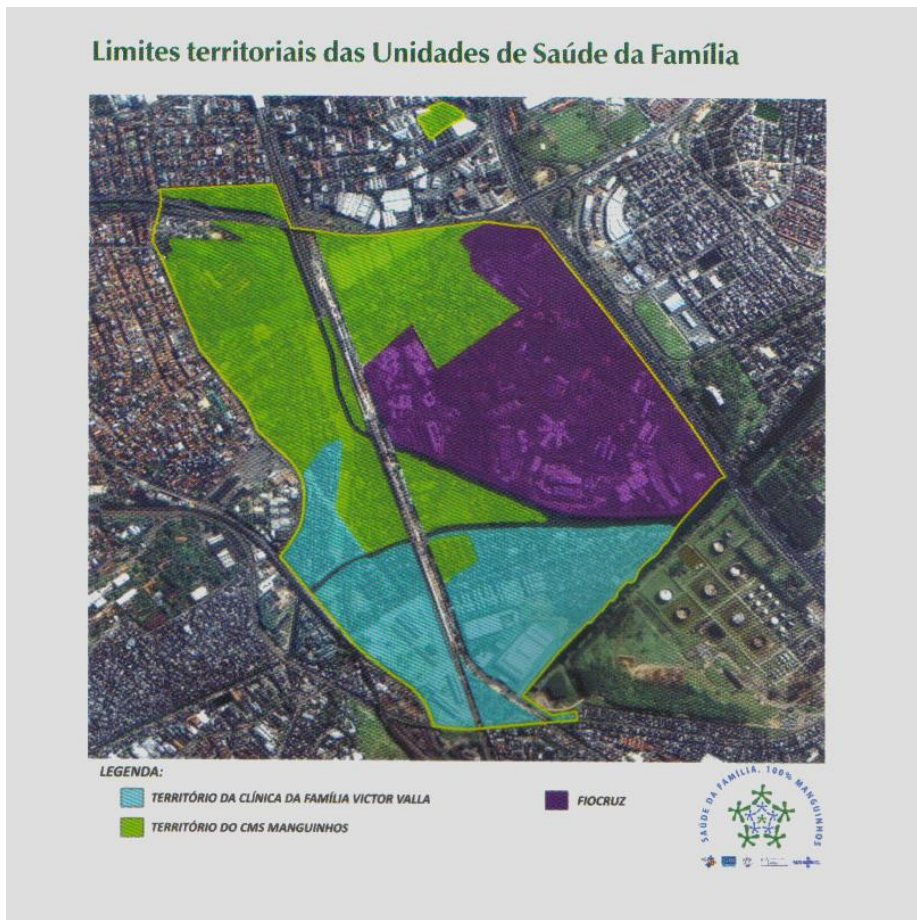 Limites territoriais das Unidades de Saúde da Família
LEGENDA:
TERRITÓRIO DA CLÍNICA DA FAMÍLIA VICTOR VALLA
FIOCRUZ
TERRITÓRIO DO CMS MANGUINHOS
SAÚDE DA FAMÍLIA. 100% MANGUINHOS